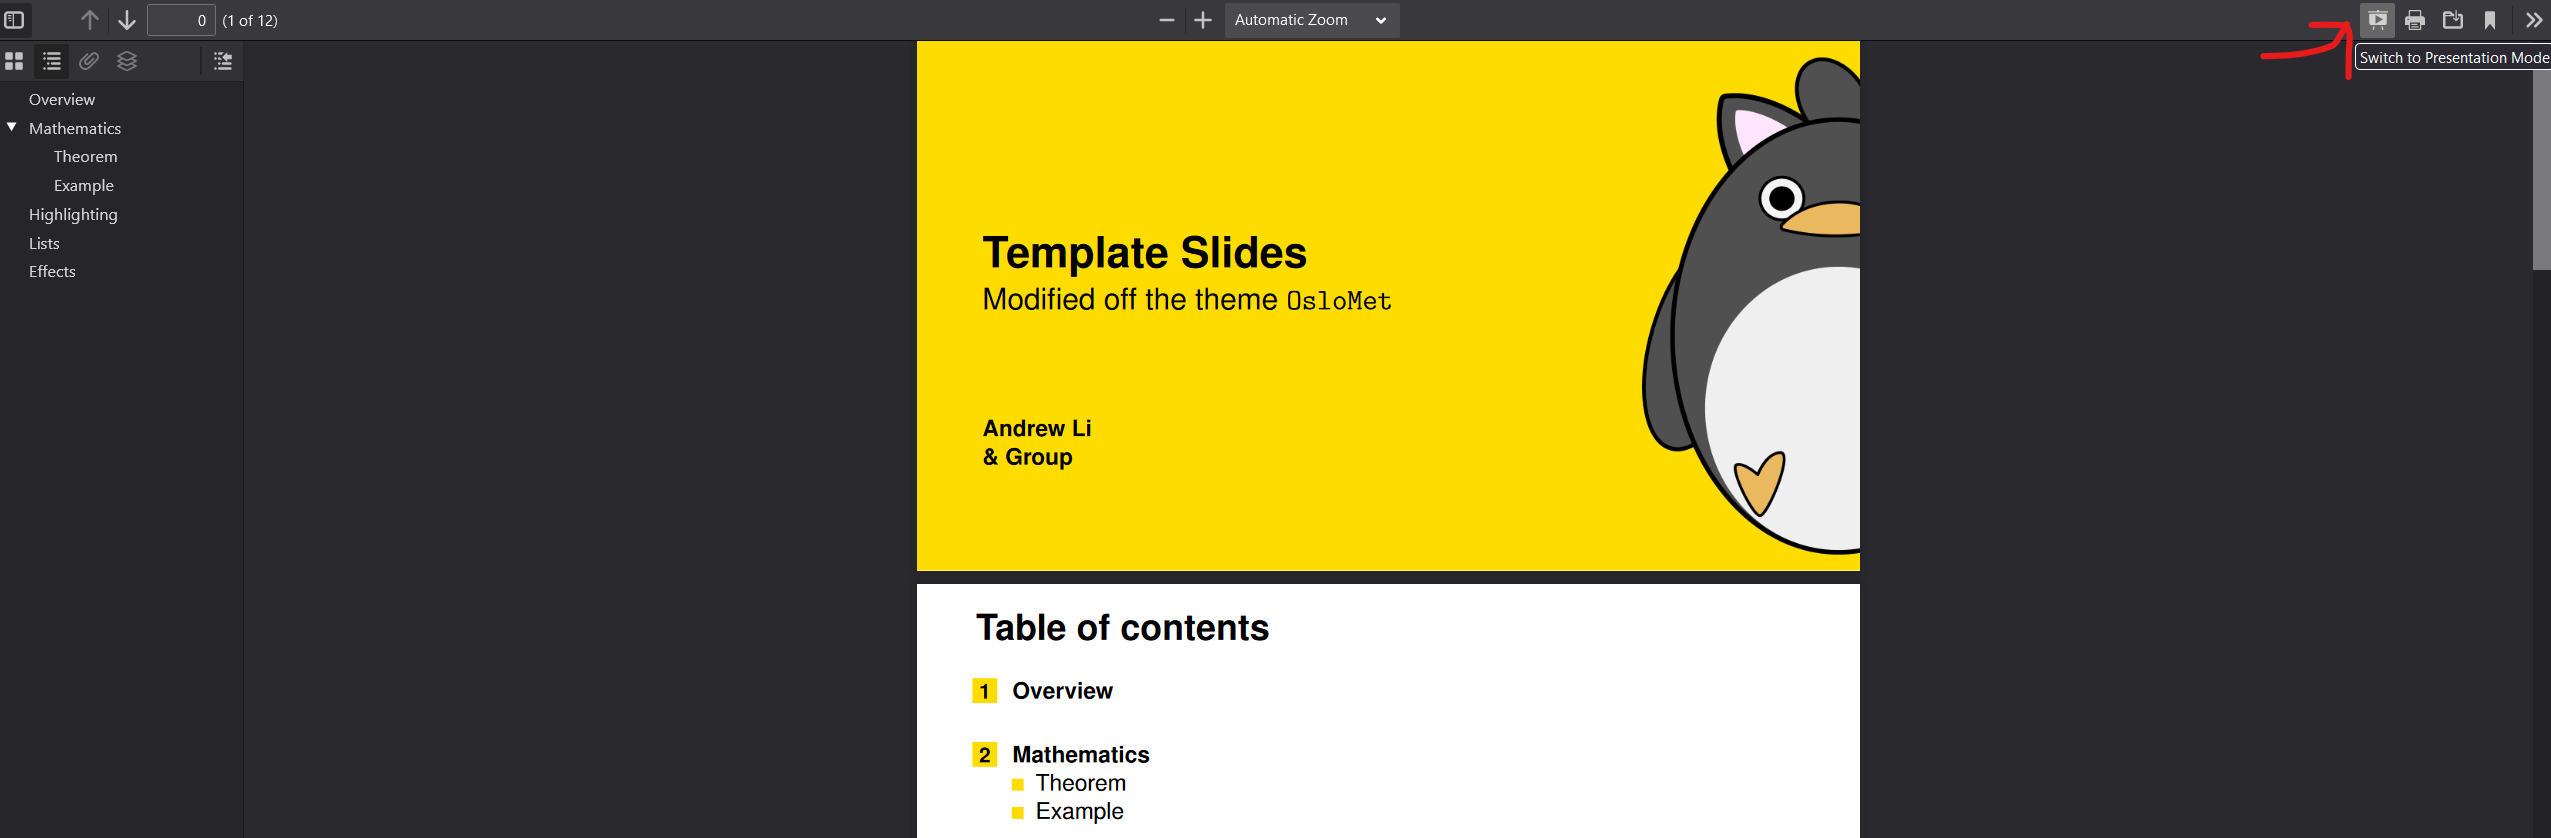 0 (1 of 12)
Automatic Zoom
Switch to Presentation Mode
Overview
Mathematics
Theorem
Example
Highlighting
Lists
Effects
Template Slides
Modified off the theme OsloMet
Andrew Li
& Group
Table of contents
1 Overview
2 Mathematics
Theorem
Example